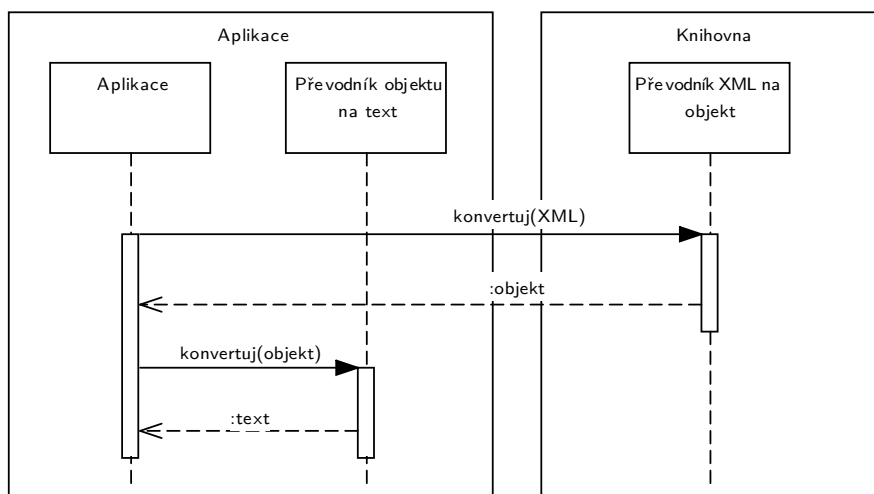 Aplikace
Knihovna
Aplikace
Převodník objektu
na text
Převodník XML na
objekt
konvertuj(XML)
:objekt
konvertuj(objekt)
:text